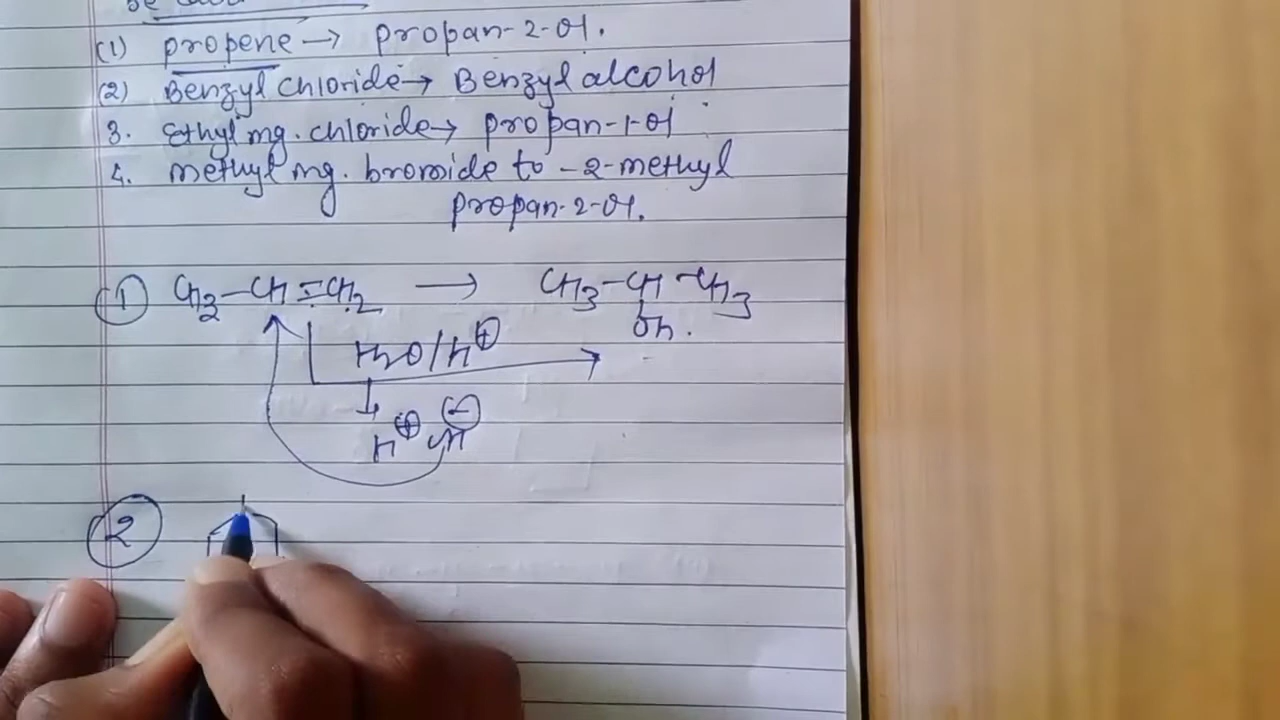 be used
(1) propene → propan-2-ol.
(2) Benzyl chloride → Benzyl alcohol
3. Ethyl mg. chloride → propan-1-ol
4. methyl mg. bromide to -2-methyl
propan-2-ol.
① CH3-CH=CH2 → CH3-CH-CH3
OH.
H2O/H⊕
H⊕ OH⊖
②